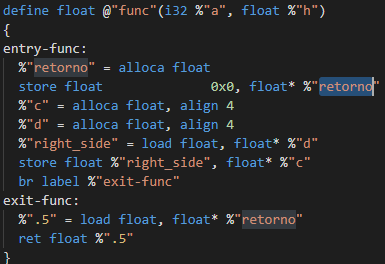 define float @"func"(i32 %"a", float %"h")
{
entry-func:
  %"retorno" = alloca float
  store float             0x0, float* %"retorno"
  %"c" = alloca float, align 4
  %"d" = alloca float, align 4
  %"right_side" = load float, float* %"d"
  store float %"right_side", float* %"c"
  br label %"exit-func"
exit-func:
  %".5" = load float, float* %"retorno"
  ret float %".5"
}